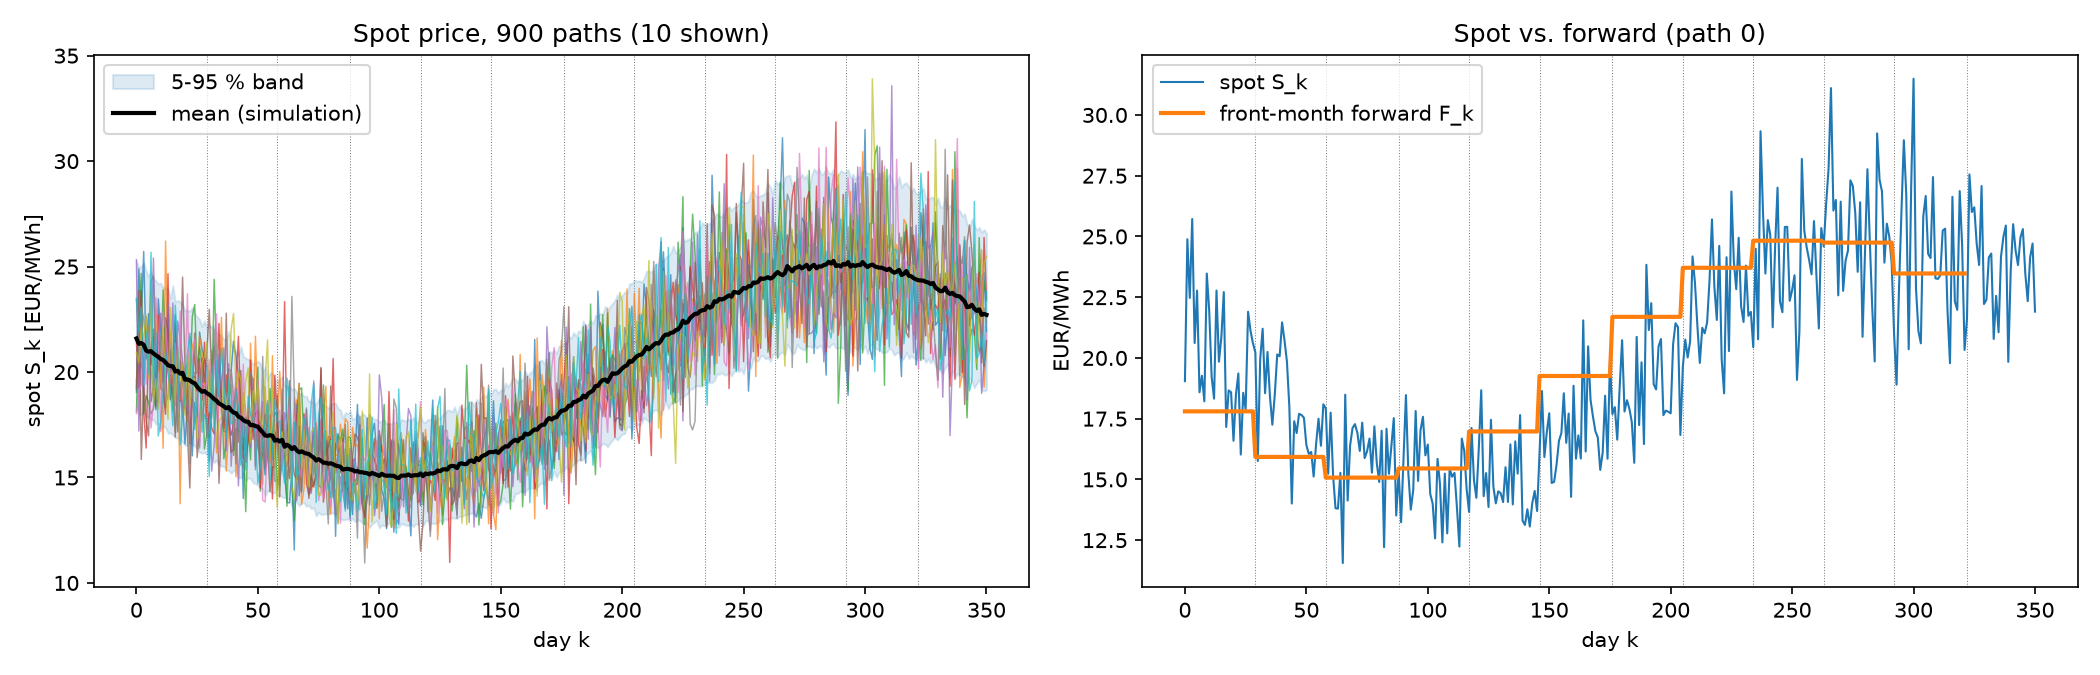 Spot price, 900 paths (10 shown)
5-95 % band
mean (simulation)
spot S_k [EUR/MWh]
35
30
25
20
15
10
0 50 100 150 200 250 300 350
day k
Spot vs. forward (path 0)
spot S_k
front-month forward F_k
EUR/MWh
30.0
27.5
25.0
22.5
20.0
17.5
15.0
12.5
0 50 100 150 200 250 300 350
day k